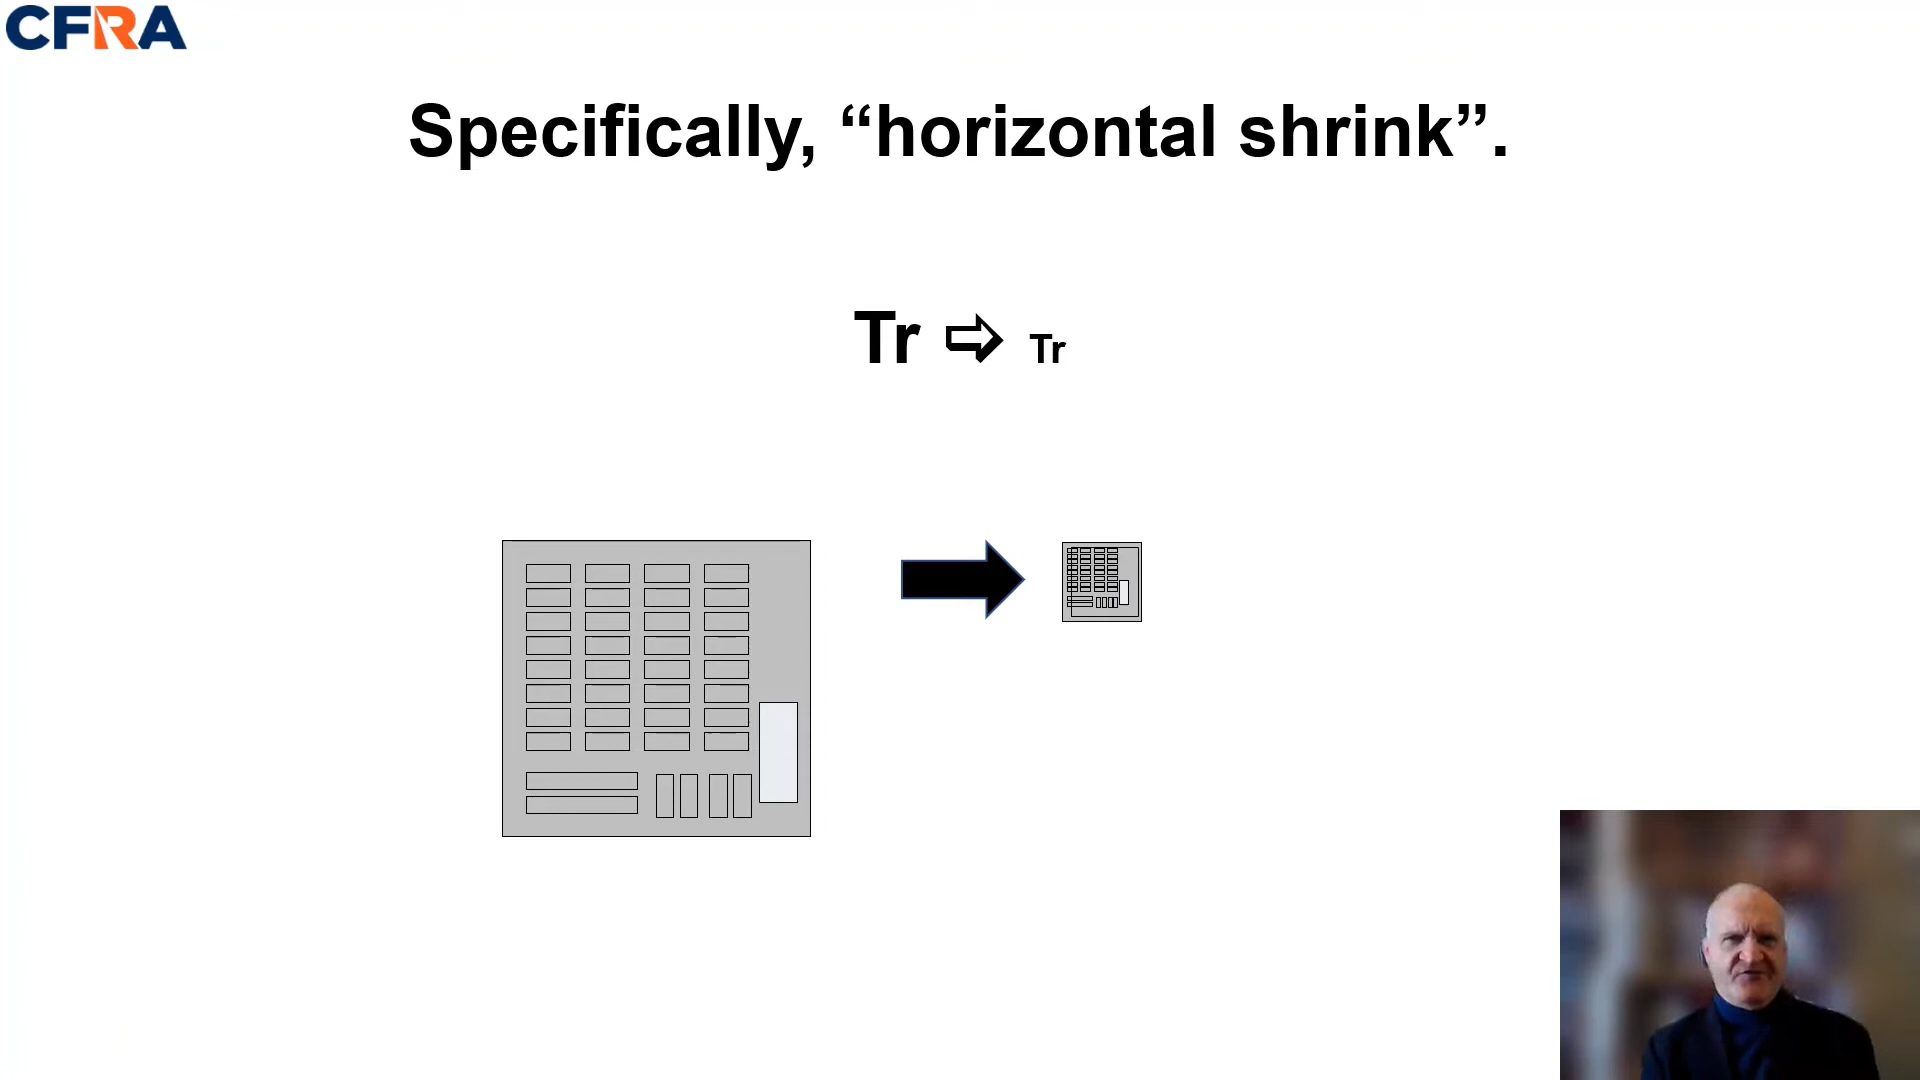 CFRA
Specifically, “horizontal shrink”.
Tr ⇨ Tr